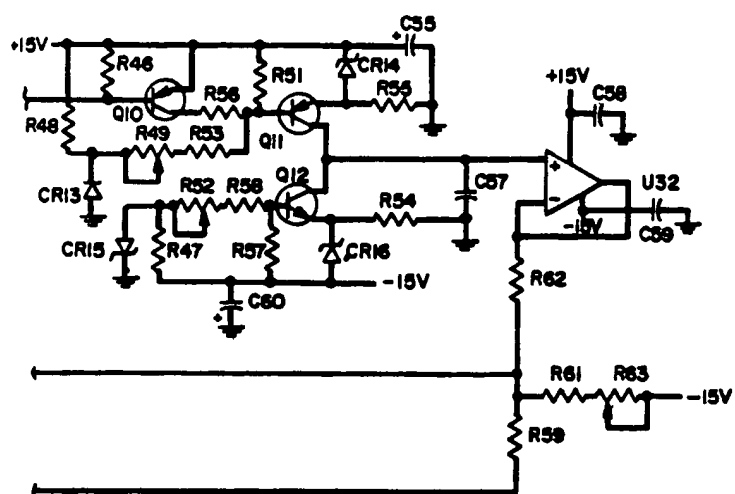 C55
+
+15V
R46
R51
CR14
R55
+15V
C58
Q10
R56
R48
R49
R53
Q11
Q12
+
U32
CR13
R52
R58
R54
C57
−
−15V
C59
CR15
R47
R57
CR16
−15V
C60
+
R62
R61
R63
−15V
R59